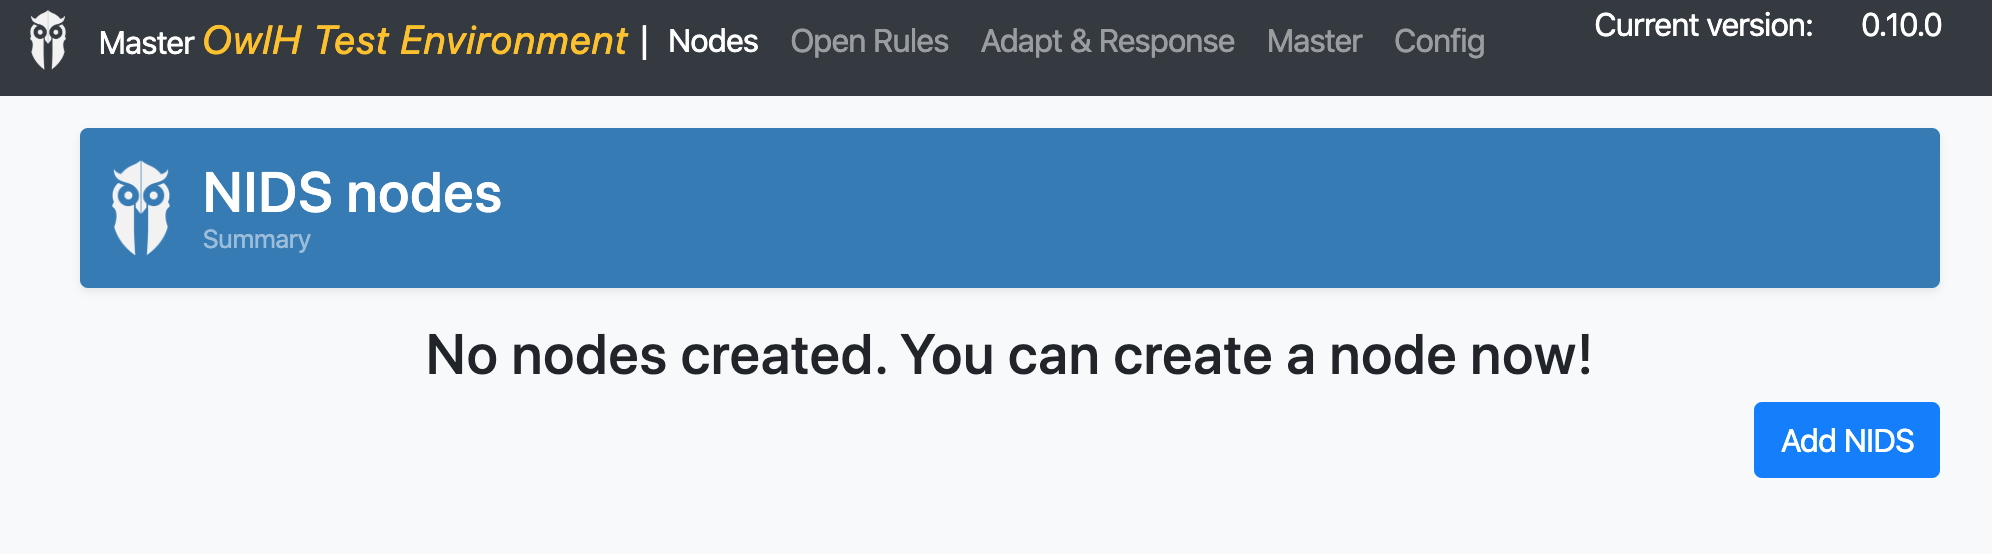 Master OwlH Test Environment | Nodes Open Rules Adapt & Response Master Config Current version: 0.10.0
NIDS nodes
Summary
No nodes created. You can create a node now!
Add NIDS